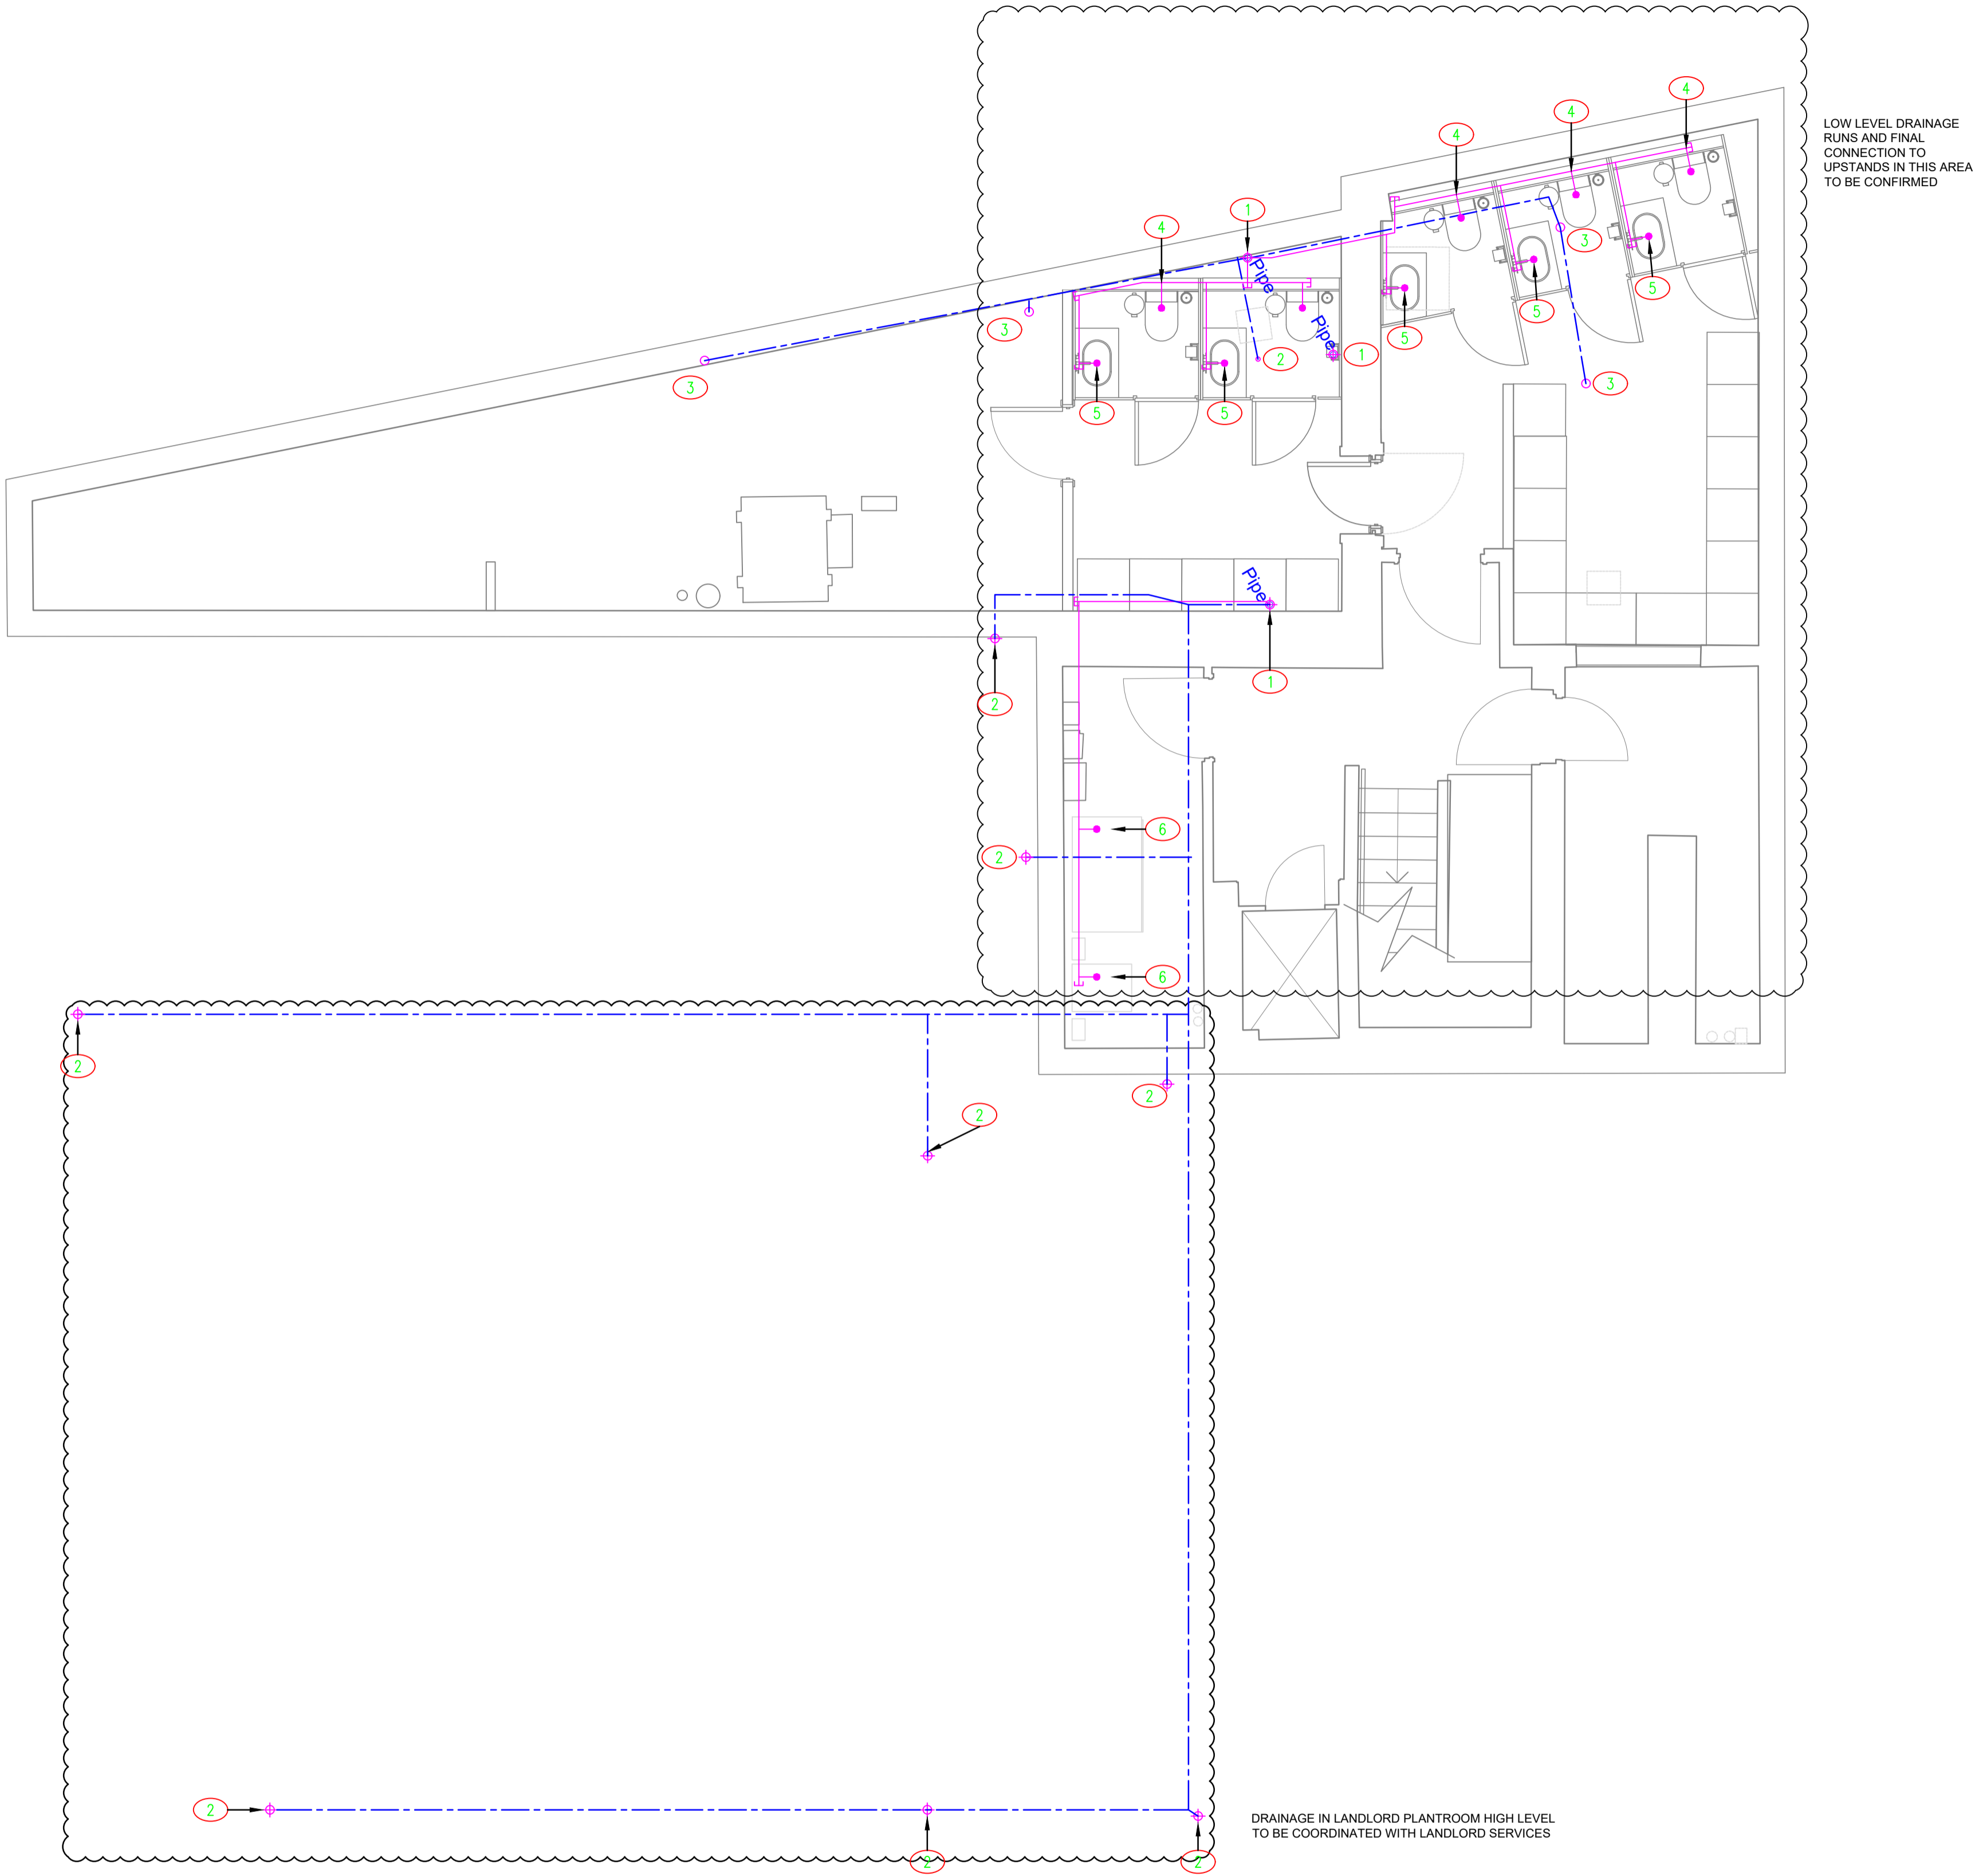 4
4
4
LOW LEVEL DRAINAGE
RUNS AND FINAL
CONNECTION TO
UPSTANDS IN THIS AREA
TO BE CONFIRMED
1
4
3
5
Pipe
5
3
5
Pipe
5
1
2
3
3
5
5
Pipe
1
2
6
2
6
2
2
2
2
DRAINAGE IN LANDLORD PLANTROOM HIGH LEVEL
TO BE COORDINATED WITH LANDLORD SERVICES
2
2